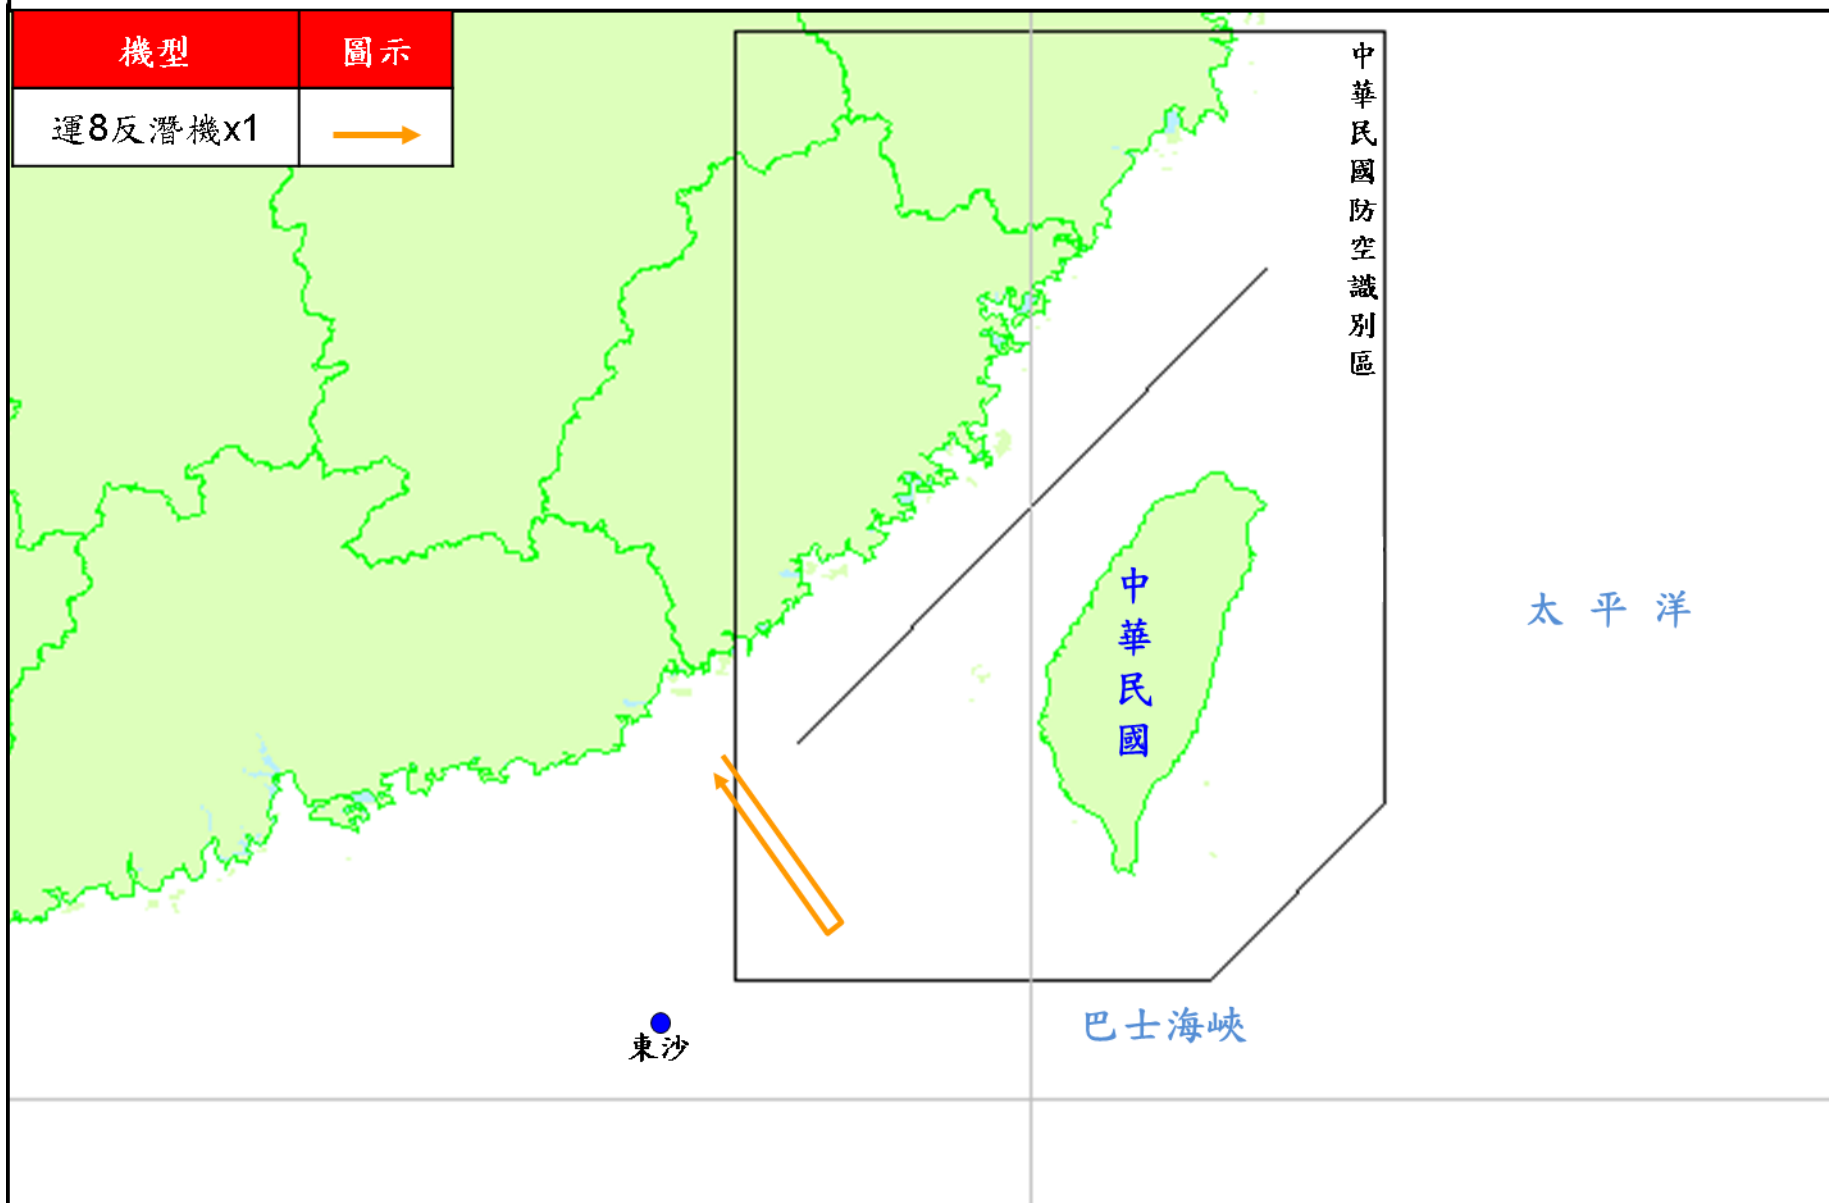 機型 圖示
運8反潛機x1
中華民國防空識別區
中華民國
太平洋
巴士海峽
東沙